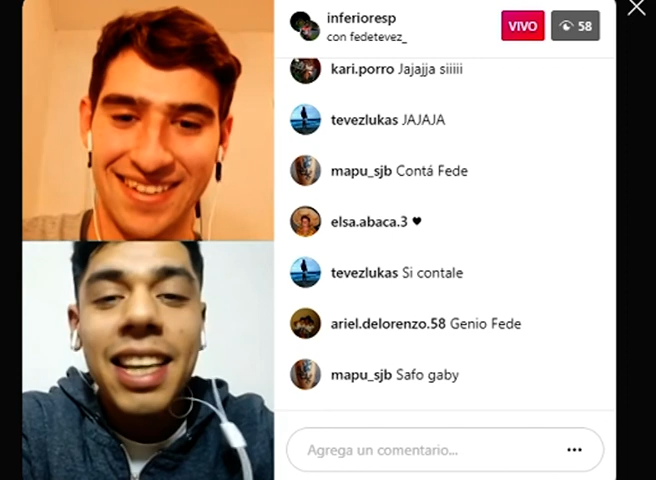 inferioresp
con fedetevez_
VIVO
58
kari.porro Jajajja siiiii
tevezlukas JAJAJA
mapu_sjb Contá Fede
elsa.abaca.3 ♥
tevezlukas Si contale
ariel.delorenzo.58 Genio Fede
mapu_sjb Safo gaby
Agrega un comentario...